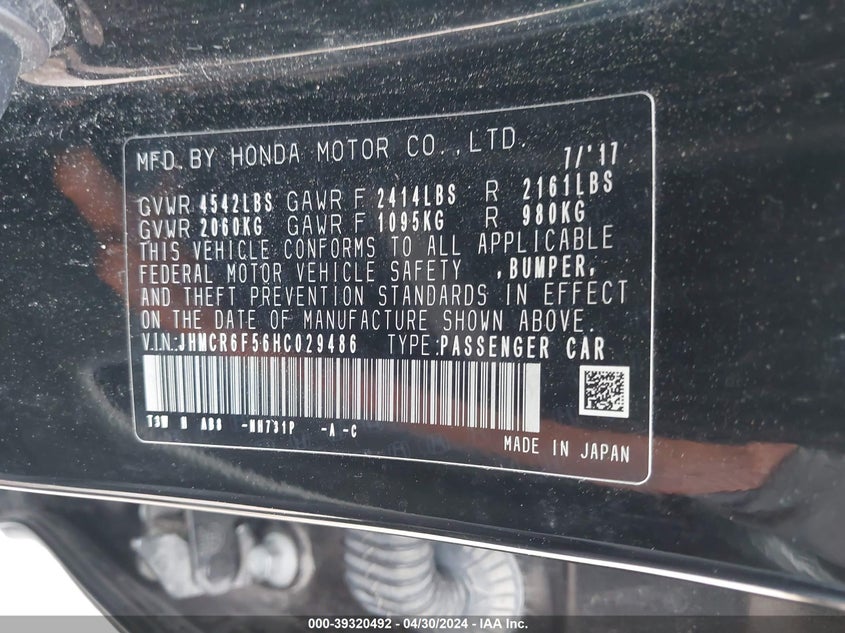 MFD. BY HONDA MOTOR CO., LTD. 7/'17
GVWR 4542LBS GAWR F 2414LBS R 2161LBS
GVWR 2060KG GAWR F 1095KG R 980KG
THIS VEHICLE CONFORMS TO ALL APPLICABLE
FEDERAL MOTOR VEHICLE SAFETY ,BUMPER,
AND THEFT PREVENTION STANDARDS IN EFFECT
ON THE DATE OF MANUFACTURE SHOWN ABOVE.
V.I.N:JHMCR6F56HC029486 TYPE:PASSENGER CAR
-NH731P -A -C
MADE IN JAPAN
000-39320492 - 04/30/2024 - IAA Inc.